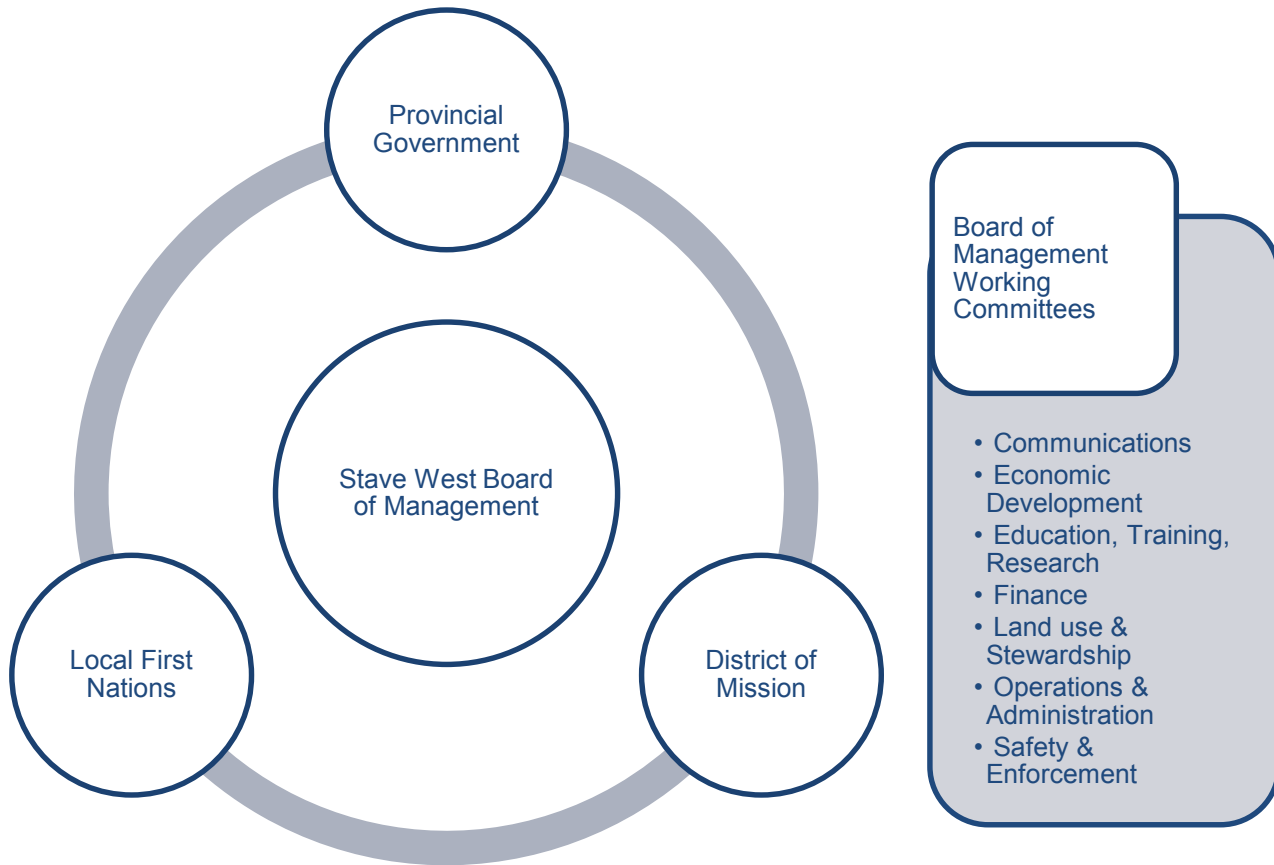 Provincial
Government
Stave West Board
of Management
Local First
Nations
District of
Mission
Board of
Management
Working
Committees
• Communications
• Economic
Development
• Education, Training,
Research
• Finance
• Land use &
Stewardship
• Operations &
Administration
• Safety &
Enforcement